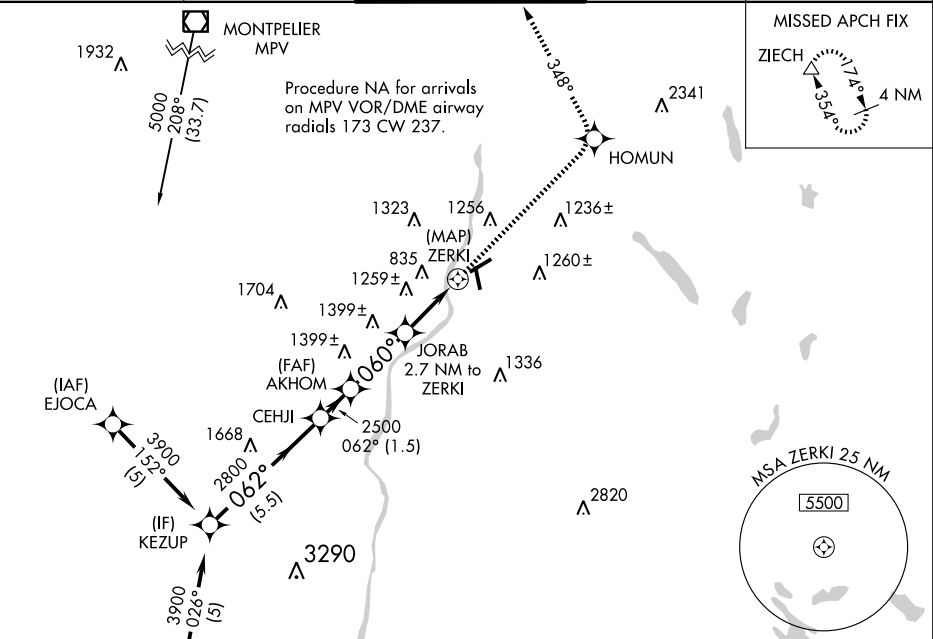 MONTPELIER
MPV
1932
5000
208°
(33.7)
Procedure NA for arrivals
on MPV VOR/DME airway
radials 173 CW 237.
348°
2341
HOMUN
MISSED APCH FIX
ZIECH
174°
354°
4 NM
1323
1256
1236±
(MAP)
ZERKI
835
1259±
1260±
1704
1399±
1399±
060°
JORAB
2.7 NM to
ZERKI
1336
(FAF)
AKHOM
CEHJI
2500
062° (1.5)
(IAF)
EJOCA
3900
152°
(5)
1668
2800
062°
(5.5)
(IF)
KEZUP
3290
2820
3900
026°
(5)
MSA ZERKI 25 NM
5500